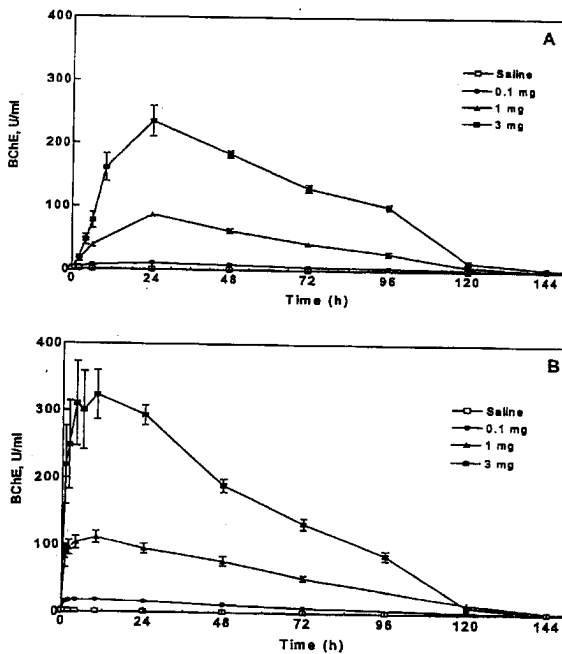 400
A
Saline
0.1 mg
1 mg
3 mg
300
200
100
0
BChE, U/ml
0 24 48 72 96 120 144
Time (h)
400
B
Saline
0.1 mg
1 mg
3 mg
300
200
100
0
BChE, U/ml
0 24 48 72 96 120 144
Time (h)